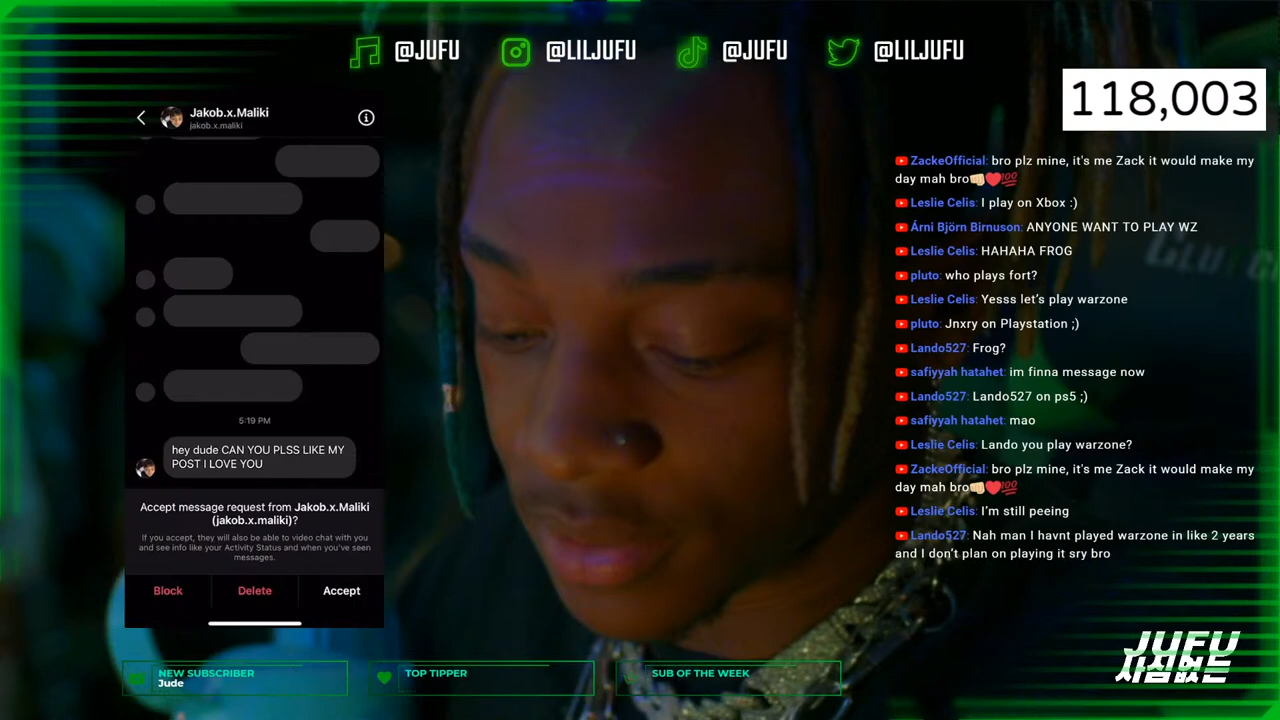 @JUFU
@LILJUFU
@JUFU
@LILJUFU
118,003
Jakob.x.Maliki
jakob.x.maliki
5:19 PM
hey dude CAN YOU PLSS LIKE MY
POST I LOVE YOU
Accept message request from Jakob.x.Maliki
(jakob.x.maliki)?
If you accept, they will also be able to video chat with you
and see info like your Activity Status and when you've seen
messages.
Block
Delete
Accept
ZackeOfficial: bro plz mine, it's me Zack it would make my
day mah bro👊🏼❤️💯
Leslie Celis: I play on Xbox :)
Árni Björn Birnuson: ANYONE WANT TO PLAY WZ
Leslie Celis: HAHAHA FROG
pluto: who plays fort?
Leslie Celis: Yesss let's play warzone
pluto: Jnxry on Playstation ;)
Lando527: Frog?
safiyyah hatahet: im finna message now
Lando527: Lando527 on ps5 ;)
safiyyah hatahet: mao
Leslie Celis: Lando you play warzone?
ZackeOfficial: bro plz mine, it's me Zack it would make my
day mah bro👊🏼❤️💯
Leslie Celis: I'm still peeing
Lando527: Nah man I havnt played warzone in like 2 years
and I don't plan on playing it sry bro
NEW SUBSCRIBER
Jude
TOP TIPPER
SUB OF THE WEEK
JUFU
사심없는